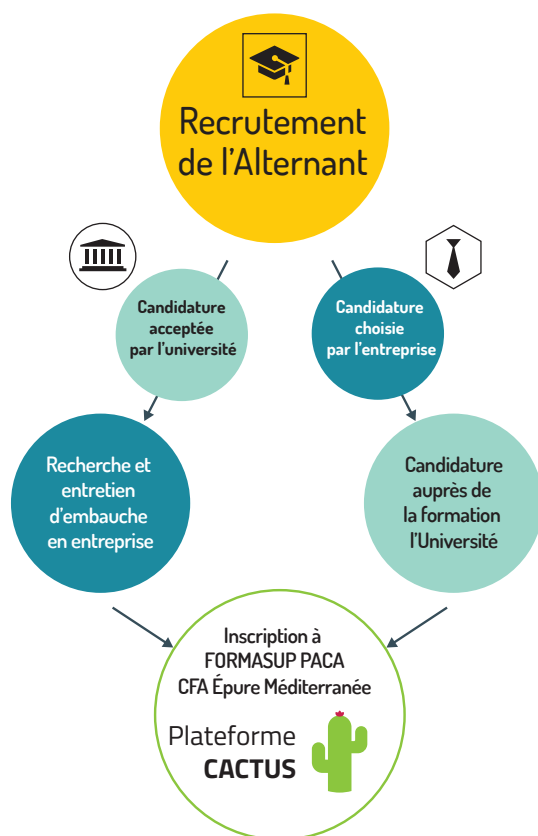 Recrutement
de l'Alternant
Candidature
acceptée
par l'université
Candidature
choisie
par l'entreprise
Recherche et
entretien
d'embauche
en entreprise
Candidature
auprès de
la formation
l'Université
Inscription à
FORMASUP PACA
CFA Épure Méditerranée
Plateforme
CACTUS